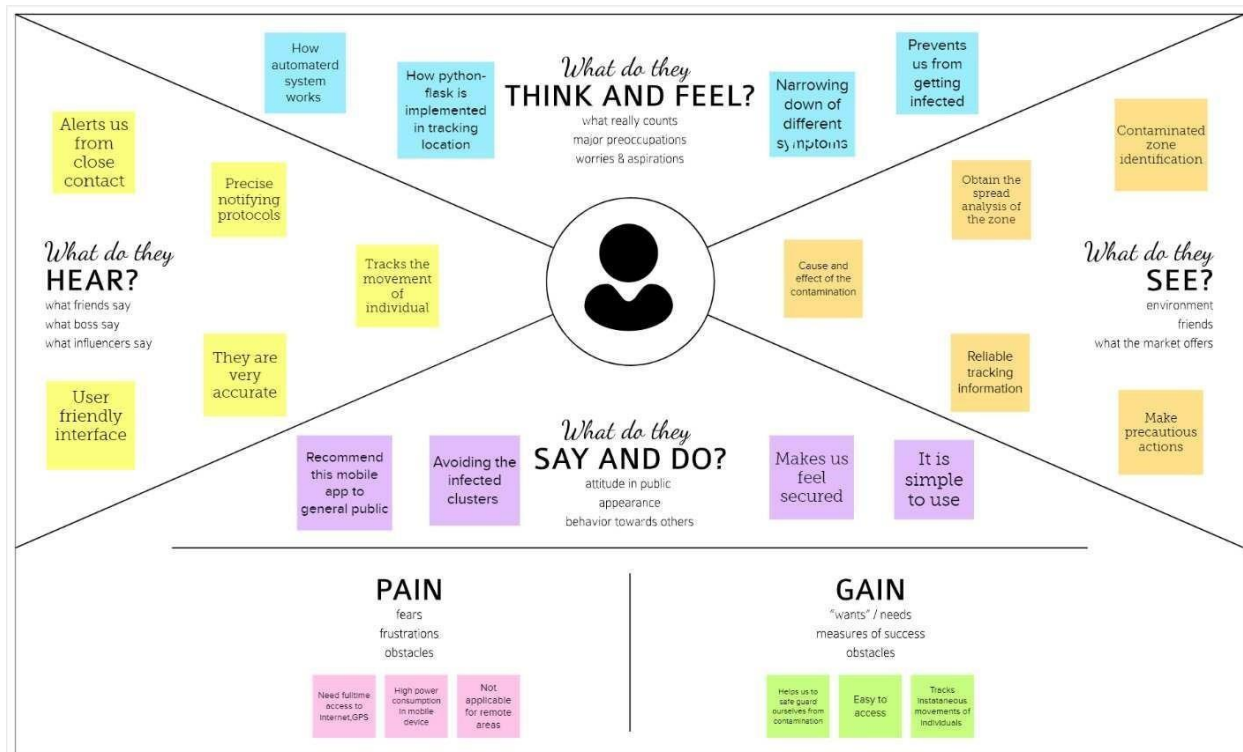 How
automaterd
system
works
How python-
flask is
implemented
in tracking
location
What do they
THINK AND FEEL?
what really counts
major preoccupations
worries & aspirations
Narrowing
down of
different
symptoms
Prevents
us from
getting
infected
Alerts us
from
close
contact
Precise
notifying
protocols
Tracks the
movement
of
individual
What do they
HEAR?
what friends say
what boss say
what influencers say
They are
very
accurate
User
friendly
interface
Contaminated
zone
identification
Obtain the
spread
analysis of
the zone
Cause and
effect of the
contamination
What do they
SEE?
environment
friends
what the market offers
Reliable
tracking
information
Make
precautious
actions
What do they
SAY AND DO?
attitude in public
appearance
behavior towards others
Recommend
this mobile
app to
general public
Avoiding the
infected
clusters
Makes us
feel
secured
It is
simple
to use
PAIN
fears
frustrations
obstacles
Need fulltime
access to
Internet,GPS
High power
consumption
in mobile
device
Not
applicable
for remote
areas
GAIN
"wants" / needs
measures of success
obstacles
Helps us to
safe guard
ourselves from
contamination
Easy to
access
Tracks
instataneous
movements of
individuals